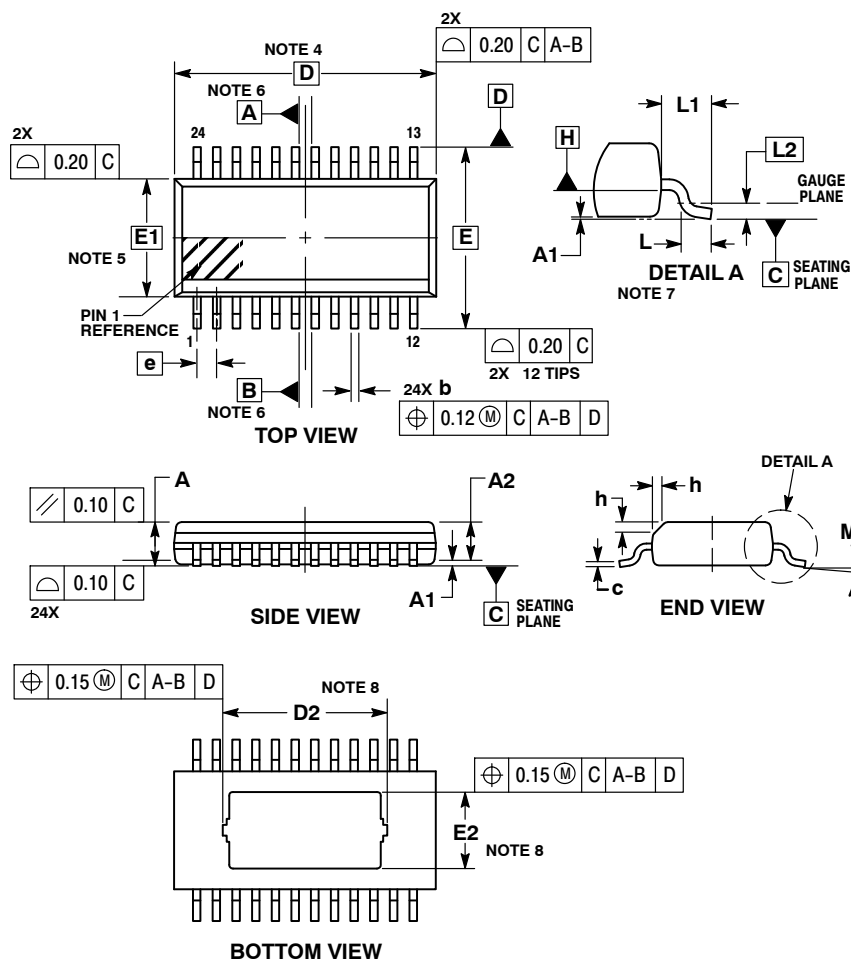 2X
⌓ 0.20 C A-B
NOTE 4
D
NOTE 6
A
D
24
13
2X
⌓ 0.20 C
E1
NOTE 5
E
PIN 1
REFERENCE
1
12
e
B
NOTE 6
⌓ 0.20 C
2X 12 TIPS
24X b
⌖ 0.12 Ⓜ C A-B D
TOP VIEW
L1
H
L2
GAUGE
PLANE
A1
L
DETAIL A
NOTE 7
C SEATING
PLANE
⫽ 0.10 C
A
A2
⌓ 0.10 C
24X
A1
C SEATING
PLANE
SIDE VIEW
DETAIL A
h
h
M
c
END VIEW
⌖ 0.15 Ⓜ C A-B D
NOTE 8
D2
⌖ 0.15 Ⓜ C A-B D
E2
NOTE 8
BOTTOM VIEW